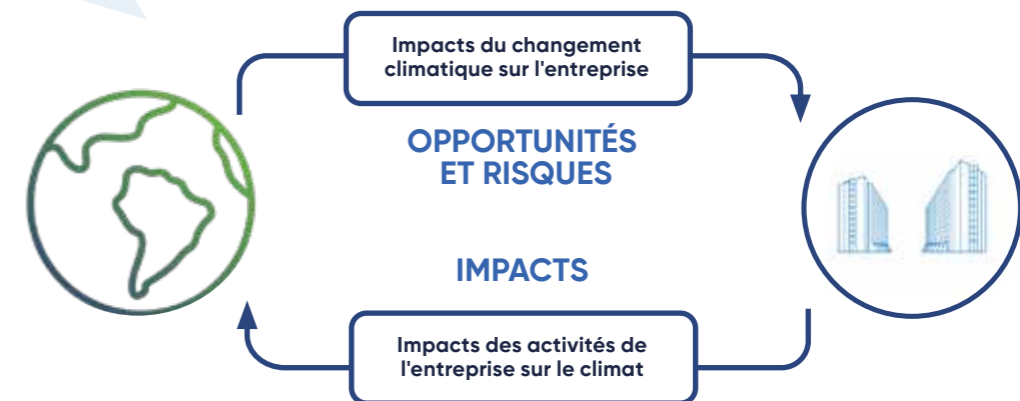 Impacts du changement
climatique sur l'entreprise
OPPORTUNITÉS
ET RISQUES
IMPACTS
Impacts des activités de
l'entreprise sur le climat